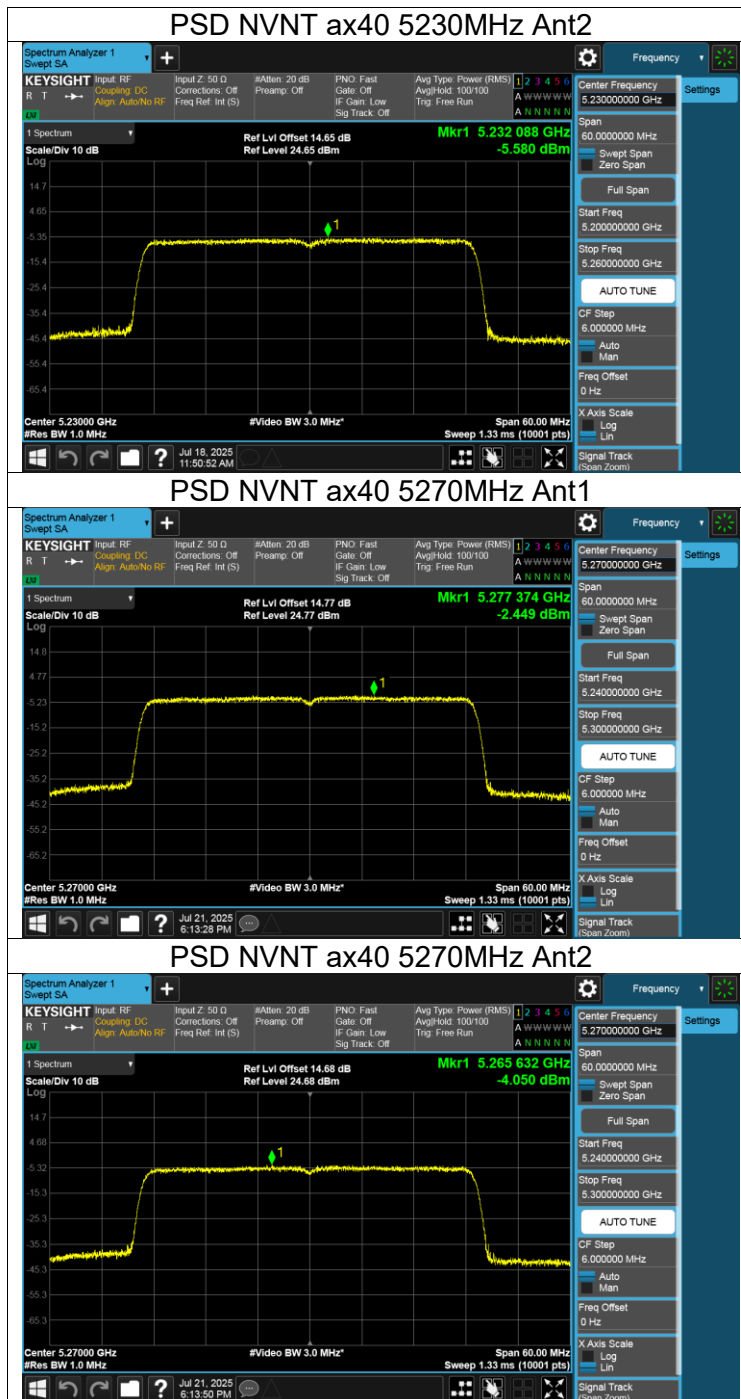 PSD NVNT ax40 5230MHz Ant2
Spectrum Analyzer 1
Swept SA
Frequency
KEYSIGHT
R T
LXI
Input: RF
Coupling: DC
Align: Auto/No RF
Input Z: 50 Ω
Corrections: Off
Freq Ref: Int (S)
#Atten: 20 dB
Preamp: Off
PNO: Fast
Gate: Off
IF Gain: Low
Sig Track: Off
Avg Type: Power (RMS)
Avg|Hold: 100/100
Trig: Free Run
1 2 3 4 5 6
A W W W W W
A N N N N N
1 Spectrum
Scale/Div 10 dB
Log
Ref Lvl Offset 14.65 dB
Ref Level 24.65 dBm
Mkr1 5.232 088 GHz
-5.580 dBm
1
14.7
4.65
-5.35
-15.4
-25.4
-35.4
-45.4
-55.4
-65.4
Center 5.23000 GHz
#Res BW 1.0 MHz
#Video BW 3.0 MHz*
Span 60.00 MHz
Sweep 1.33 ms (10001 pts)
?
Jul 18, 2025
11:50:52 AM
Center Frequency
5.230000000 GHz
Span
60.0000000 MHz
Swept Span
Zero Span
Full Span
Start Freq
5.200000000 GHz
Stop Freq
5.260000000 GHz
AUTO TUNE
CF Step
6.000000 MHz
Auto
Man
Freq Offset
0 Hz
X Axis Scale
Log
Lin
Signal Track
(Span Zoom)
Settings
PSD NVNT ax40 5270MHz Ant1
Spectrum Analyzer 1
Swept SA
Frequency
KEYSIGHT
R T
LXI
Input: RF
Coupling: DC
Align: Auto/No RF
Input Z: 50 Ω
Corrections: Off
Freq Ref: Int (S)
#Atten: 20 dB
Preamp: Off
PNO: Fast
Gate: Off
IF Gain: Low
Sig Track: Off
Avg Type: Power (RMS)
Avg|Hold: 100/100
Trig: Free Run
1 2 3 4 5 6
A W W W W W
A N N N N N
1 Spectrum
Scale/Div 10 dB
Log
Ref Lvl Offset 14.77 dB
Ref Level 24.77 dBm
Mkr1 5.277 374 GHz
-2.449 dBm
1
14.8
4.77
-5.23
-15.2
-25.2
-35.2
-45.2
-55.2
-65.2
Center 5.27000 GHz
#Res BW 1.0 MHz
#Video BW 3.0 MHz*
Span 60.00 MHz
Sweep 1.33 ms (10001 pts)
?
Jul 21, 2025
6:13:28 PM
Center Frequency
5.270000000 GHz
Span
60.0000000 MHz
Swept Span
Zero Span
Full Span
Start Freq
5.240000000 GHz
Stop Freq
5.300000000 GHz
AUTO TUNE
CF Step
6.000000 MHz
Auto
Man
Freq Offset
0 Hz
X Axis Scale
Log
Lin
Signal Track
(Span Zoom)
Settings
PSD NVNT ax40 5270MHz Ant2
Spectrum Analyzer 1
Swept SA
Frequency
KEYSIGHT
R T
LXI
Input: RF
Coupling: DC
Align: Auto/No RF
Input Z: 50 Ω
Corrections: Off
Freq Ref: Int (S)
#Atten: 20 dB
Preamp: Off
PNO: Fast
Gate: Off
IF Gain: Low
Sig Track: Off
Avg Type: Power (RMS)
Avg|Hold: 100/100
Trig: Free Run
1 2 3 4 5 6
A W W W W W
A N N N N N
1 Spectrum
Scale/Div 10 dB
Log
Ref Lvl Offset 14.68 dB
Ref Level 24.68 dBm
Mkr1 5.265 632 GHz
-4.050 dBm
1
14.7
4.68
-5.32
-15.3
-25.3
-35.3
-45.3
-55.3
-65.3
Center 5.27000 GHz
#Res BW 1.0 MHz
#Video BW 3.0 MHz*
Span 60.00 MHz
Sweep 1.33 ms (10001 pts)
?
Jul 21, 2025
6:13:50 PM
Center Frequency
5.270000000 GHz
Span
60.0000000 MHz
Swept Span
Zero Span
Full Span
Start Freq
5.240000000 GHz
Stop Freq
5.300000000 GHz
AUTO TUNE
CF Step
6.000000 MHz
Auto
Man
Freq Offset
0 Hz
X Axis Scale
Log
Lin
Signal Track
(Span Zoom)
Settings